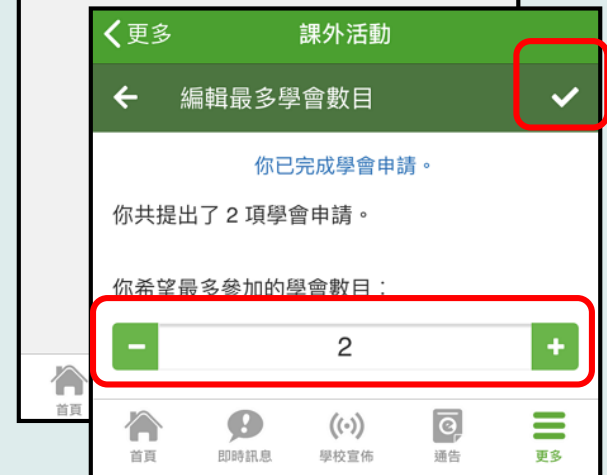 更多 課外活動
編輯最多學會數目
你已完成學會申請。
你共提出了 2 項學會申請。
你希望最多參加的學會數目：
− 2 +
首頁
首頁 即時訊息 學校宣佈 通告 更多